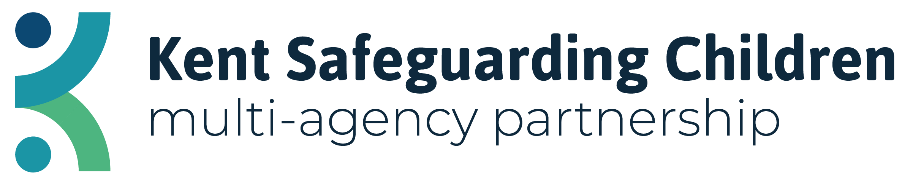 Kent Safeguarding Children
multi-agency partnership